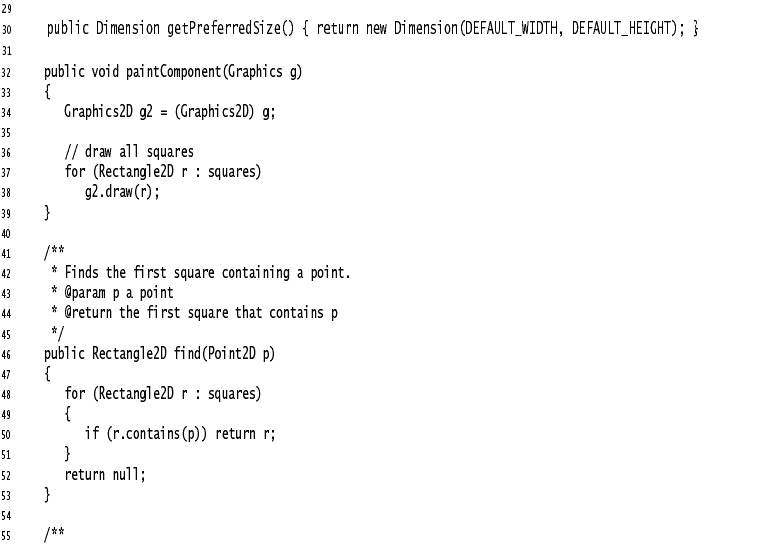 29
30 public Dimension getPreferredSize() { return new Dimension(DEFAULT_WIDTH, DEFAULT_HEIGHT); }
31
32 public void paintComponent(Graphics g)
33 {
34 Graphics2D g2 = (Graphics2D) g;
35
36 // draw all squares
37 for (Rectangle2D r : squares)
38 g2.draw(r);
39 }
40
41 /**
42 * Finds the first square containing a point.
43 * @param p a point
44 * @return the first square that contains p
45 */
46 public Rectangle2D find(Point2D p)
47 {
48 for (Rectangle2D r : squares)
49 {
50 if (r.contains(p)) return r;
51 }
52 return null;
53 }
54
55 /**